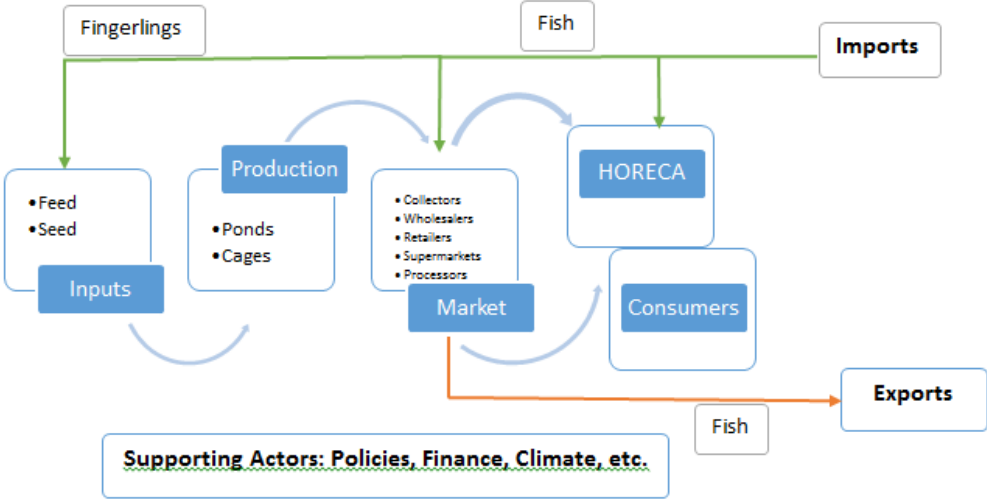 Fingerlings
Fish
Imports
Production
HORECA
•Feed
•Seed
•Ponds
•Cages
•Collectors
•Wholesalers
•Retailers
•Supermarkets
•Processors
Inputs
Market
Consumers
Exports
Fish
Supporting Actors: Policies, Finance, Climate, etc.